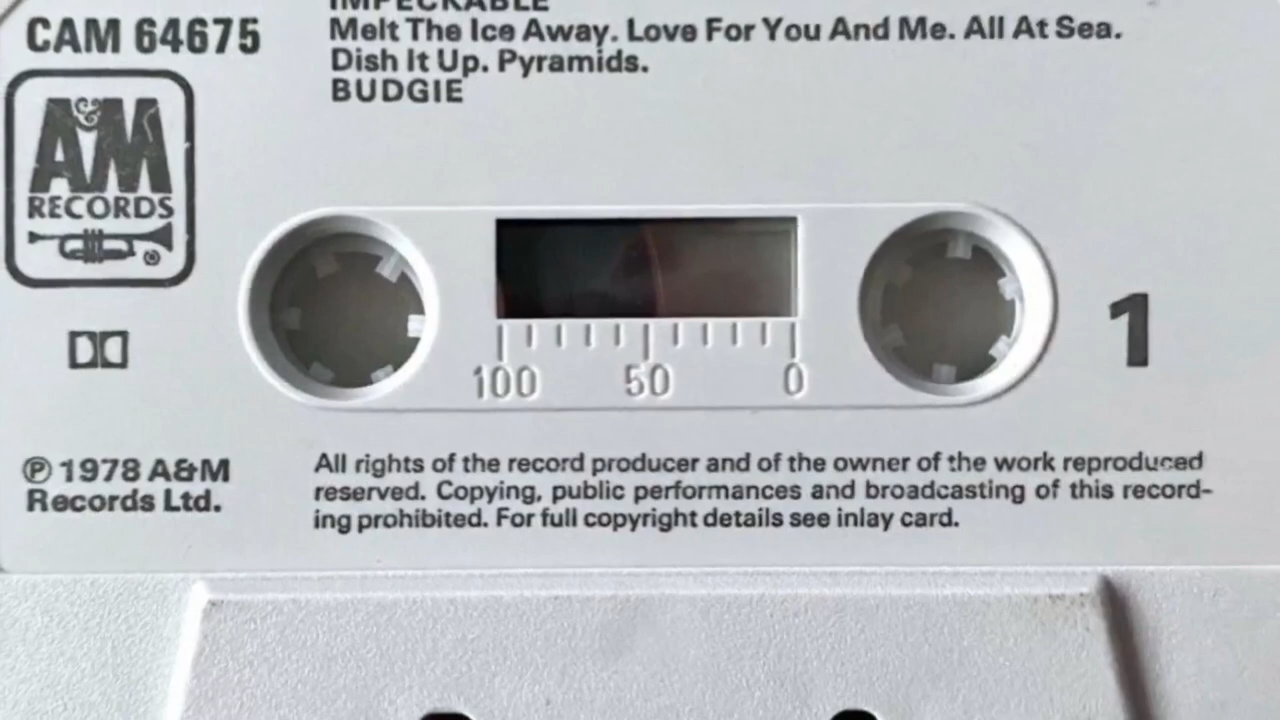 IMPECKABLE
CAM 64675
Melt The Ice Away. Love For You And Me. All At Sea.
Dish It Up. Pyramids.
BUDGIE
A&M
RECORDS
®
100 50 0
1
℗ 1978 A&M
Records Ltd.
All rights of the record producer and of the owner of the work reproduced
reserved. Copying, public performances and broadcasting of this record-
ing prohibited. For full copyright details see inlay card.